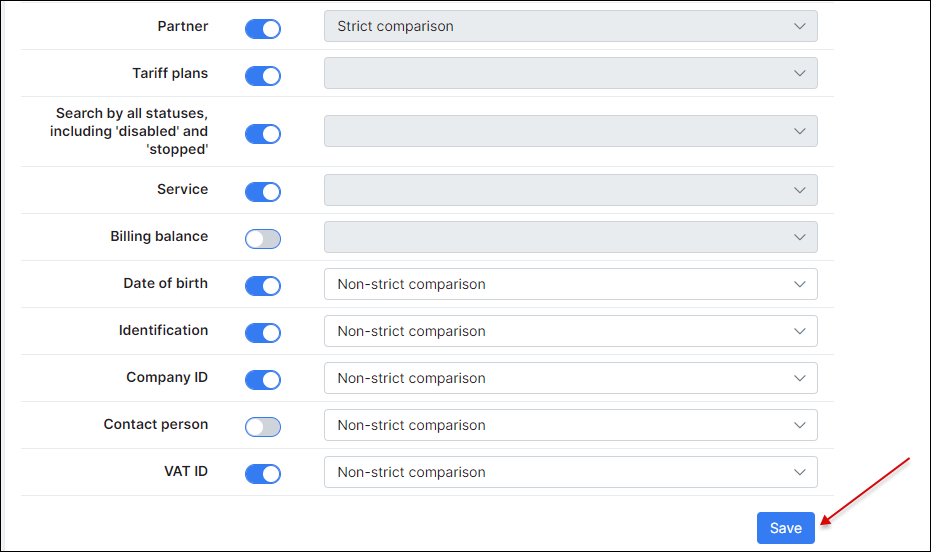 Partner Strict comparison
Tariff plans
Search by all statuses,
including 'disabled' and
'stopped'
Service
Billing balance
Date of birth Non-strict comparison
Identification Non-strict comparison
Company ID Non-strict comparison
Contact person Non-strict comparison
VAT ID Non-strict comparison
Save